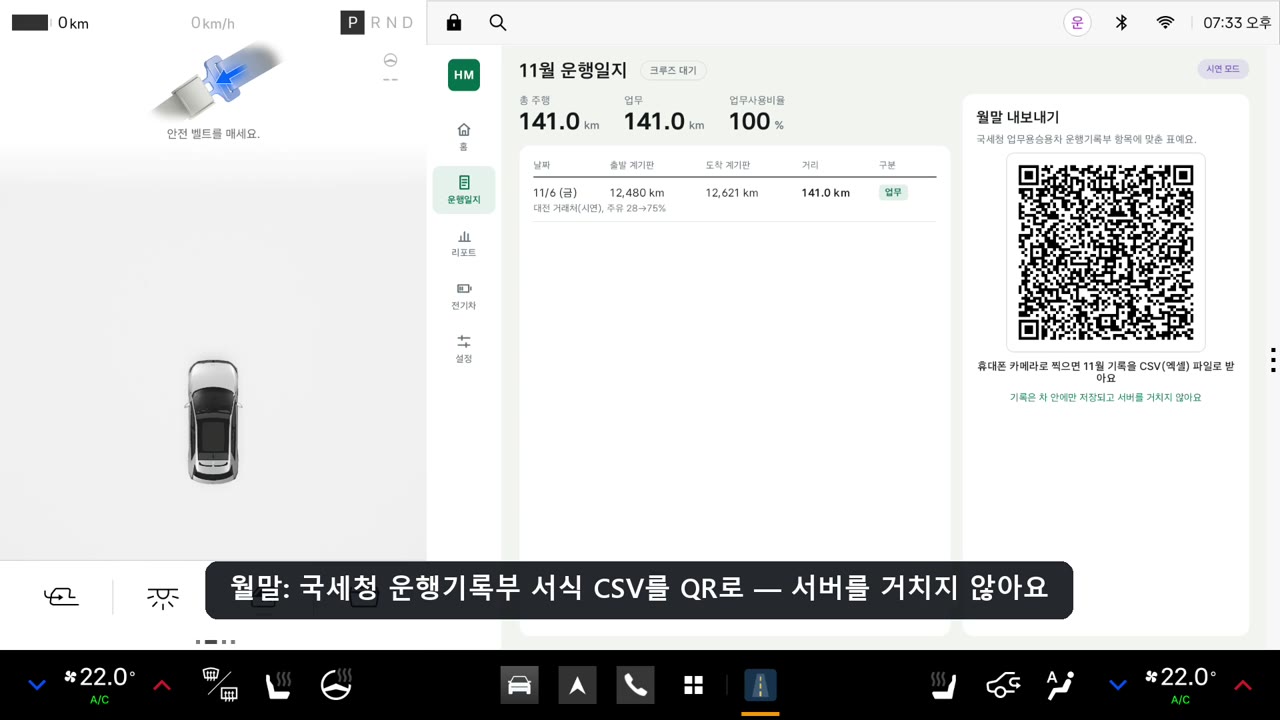 0 km
0 km/h
P R N D
안전 벨트를 매세요.
운
07:33 오후
HM
홈
운행일지
리포트
전기차
설정
11월 운행일지
크루즈 대기
시연 모드
총 주행
업무
업무사용비율
141.0 km
141.0 km
100 %
날짜
출발 계기판
도착 계기판
거리
구분
11/6 (금)
12,480 km
12,621 km
141.0 km
업무
대전 거래처(시연), 주유 28→75%
월말 내보내기
국세청 업무용승용차 운행기록부 항목에 맞춘 표예요.
휴대폰 카메라로 찍으면 11월 기록을 CSV(엑셀) 파일로 받
아요
기록은 차 안에만 저장되고 서버를 거치지 않아요
월말: 국세청 운행기록부 서식 CSV를 QR로 — 서버를 거치지 않아요
22.0°
A/C
A
22.0°
A/C